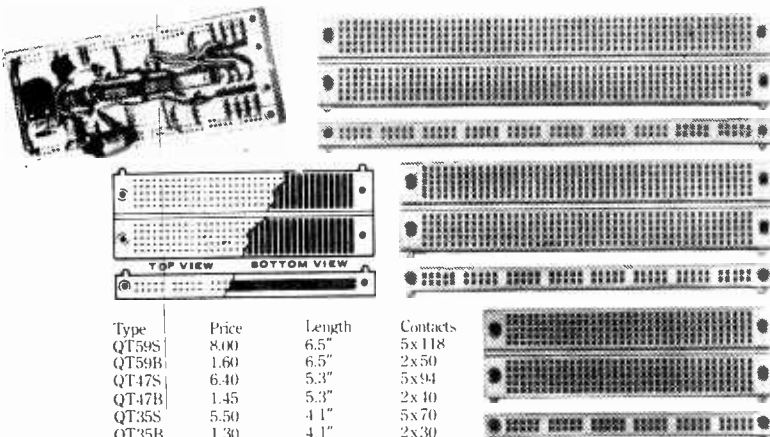 TOP VIEW BOTTOM VIEW
Type Price Length Contacts
QT59S 8.00 6.5" 5x118
QT59B 1.60 6.5" 2x50
QT47S 6.40 5.3" 5x94
QT47B 1.45 5.3" 2x40
QT35S 5.50 4.1" 5x70
QT35B 1.30 4.1" 2x30